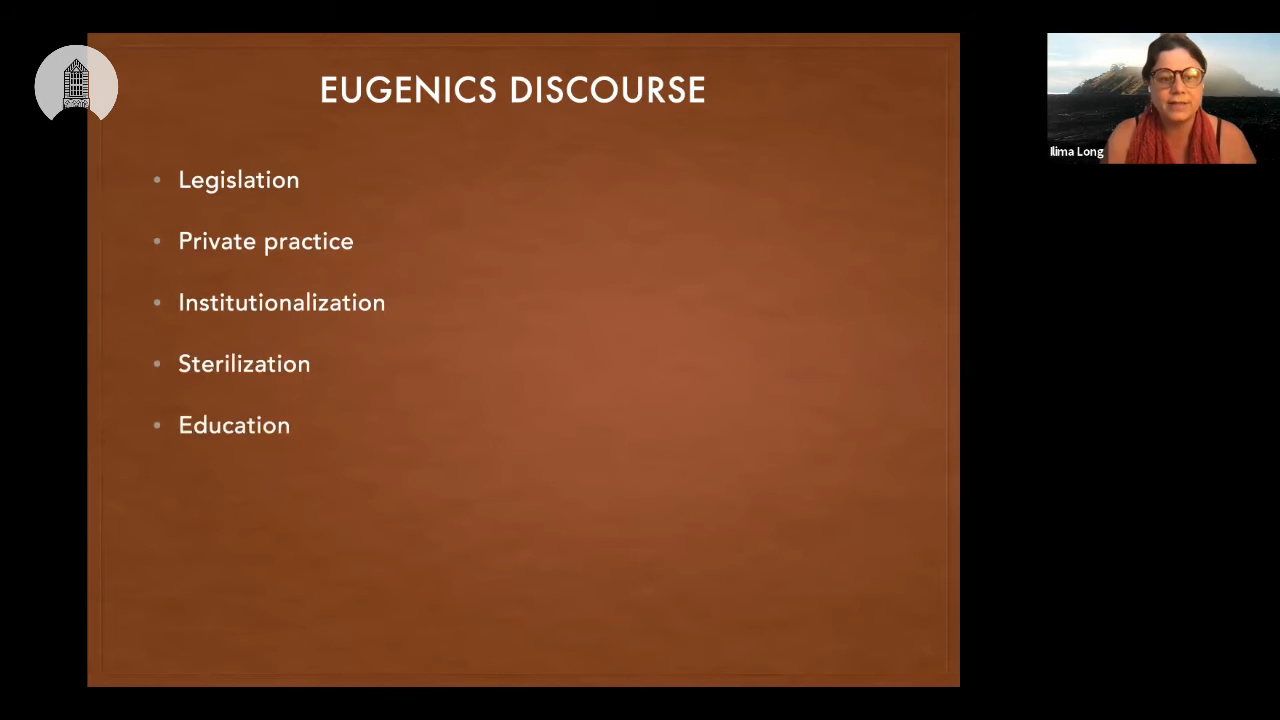 EUGENICS DISCOURSE
Legislation
Private practice
Institutionalization
Sterilization
Education
Ilima Long